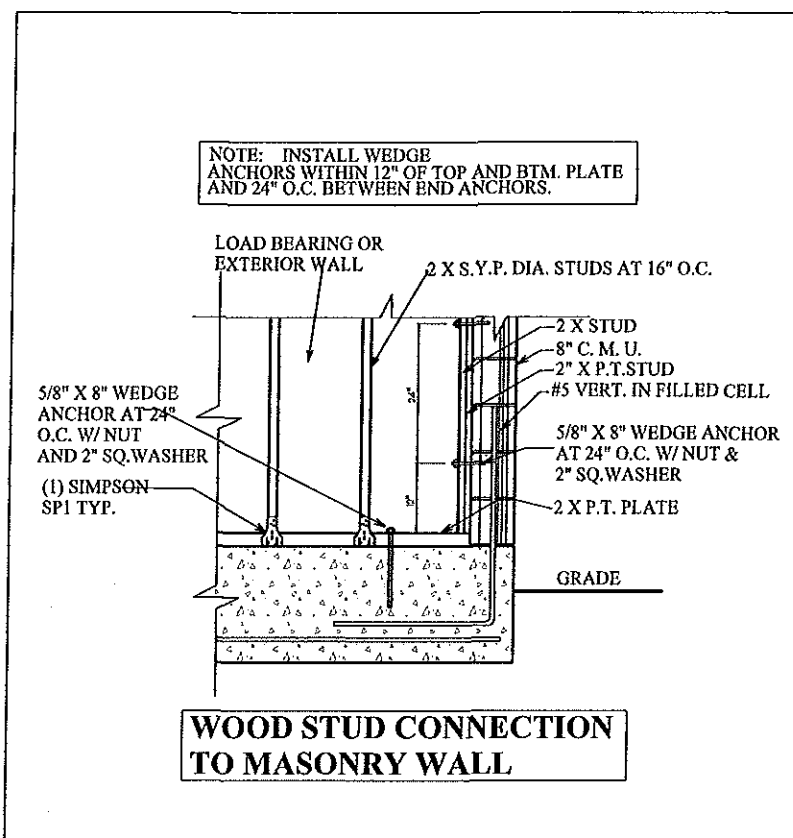 NOTE: INSTALL WEDGE
ANCHORS WITHIN 12" OF TOP AND BTM. PLATE
AND 24" O.C. BETWEEN END ANCHORS.
LOAD BEARING OR
EXTERIOR WALL
2 X S.Y.P. DIA. STUDS AT 16" O.C.
2 X STUD
8" C. M. U.
2" X P.T.STUD
#5 VERT. IN FILLED CELL
5/8" X 8" WEDGE
ANCHOR AT 24"
O.C. W/ NUT
AND 2" SQ.WASHER
24"
5/8" X 8" WEDGE ANCHOR
AT 24" O.C. W/ NUT &
2" SQ.WASHER
(1) SIMPSON
SP1 TYP.
12"
2 X P.T. PLATE
GRADE
WOOD STUD CONNECTION
TO MASONRY WALL